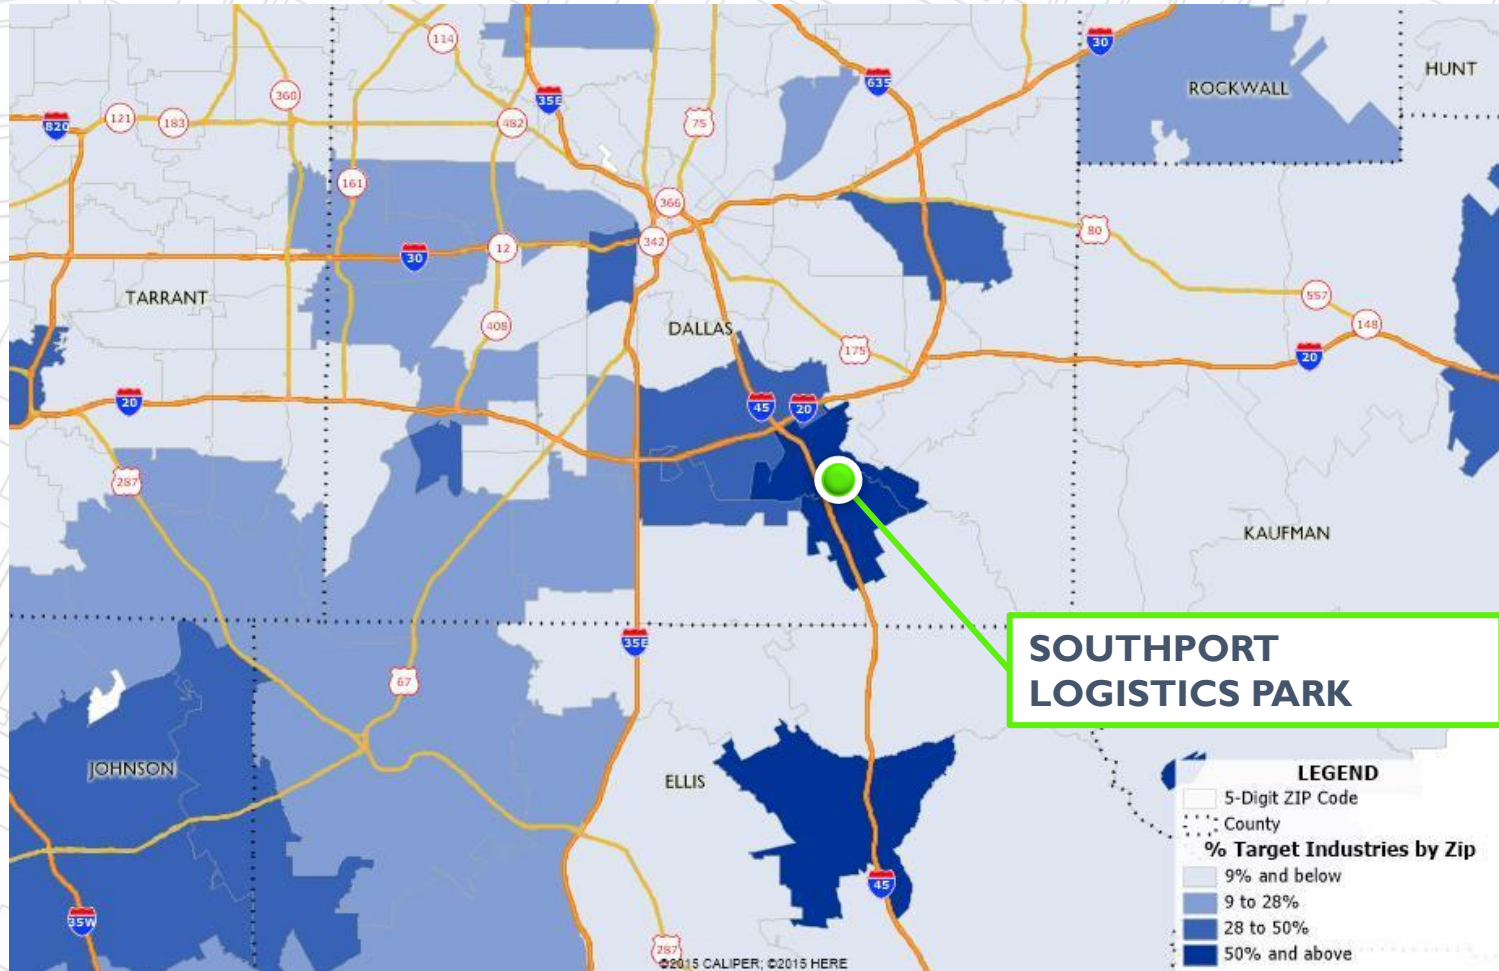 114
30
HUNT
ROCKWALL
635
360
35E
820
121
183
482
75
161
366
80
12
342
30
TARRANT
557
408
DALLAS
148
175
20
20
45
20
287
KAUFMAN
SOUTHPORT
LOGISTICS PARK
35E
67
JOHNSON
ELLIS
LEGEND
5-Digit ZIP Code
County
% Target Industries by Zip
9% and below
9 to 28%
28 to 50%
50% and above
45
35W
287
©2015 CALIPER; ©2015 HERE